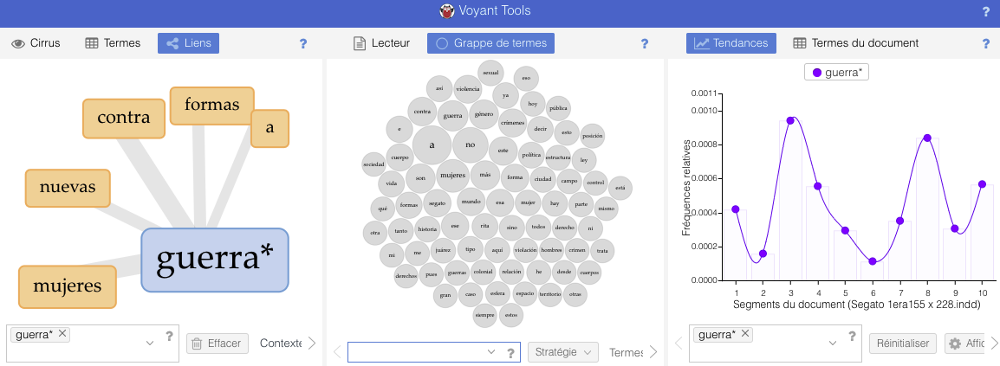 Voyant Tools ?
Cirrus Termes Liens ?
contra
formas
a
nuevas
mujeres
guerra*
guerra* × ?
Effacer Contexte
Lecteur Grappe de termes ?
sexual
eso
así violencia
ya
hoy
pública
contra guerra género
crímenes
e
decir esto
posición
a no este
política estructura ley
sociedad cuerpo
vida son mujeres más forma ciudad campo control está
qué formas segato mundo esa mujer hay parte mismo
otra tanto historia ese rita sino todos derecho ni
mi me juárez tipo aquí violación hombres crimen trata
derechos pues guerras colonial relación he desde cuerpos
gran caso esfera espacio territorio otras
siempre estos
? Stratégie Termes
Tendances Termes du document ?
guerra*
Fréquences relatives
0.0011
0.0010
0.0008
0.0006
0.0004
0.0002
0.0000
1 2 3 4 5 6 7 8 9 10
Segments du document (Segato 1era155 x 228.indd)
guerra* × ?
Réinitialiser Affic